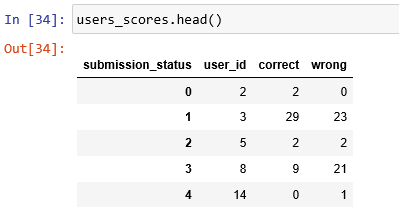 In [34]: users_scores.head()
Out[34]:
submission_status user_id correct wrong
0 2 2 0
1 3 29 23
2 5 2 2
3 8 9 21
4 14 0 1